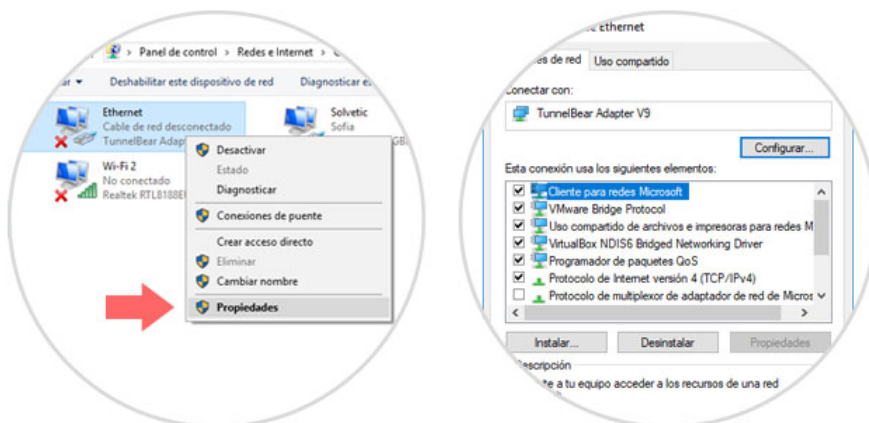 Panel de control > Redes e Internet >
Deshabilitar este dispositivo de red Diagnosticar
Ethernet
Cable de red desconectado
TunnelBear
Solvetic
Sofia
Wi-Fi 2
No conectado
Realtek
Desactivar
Estado
Diagnosticar
Conexiones de puente
Crear acceso directo
Eliminar
Cambiar nombre
Propiedades
Ethernet
de red Uso compartido
Conectar con:
TunnelBear Adapter V9
Configurar...
Esta conexión usa los siguientes elementos:
Cliente para redes Microsoft
VMware Bridge Protocol
Uso compartido de archivos e impresoras para redes M
VirtualBox NDIS6 Bridged Networking Driver
Programador de paquetes QoS
Protocolo de Internet versión 4 (TCP/IPv4)
Protocolo de multiplexor de adaptador de red de Micros
Instalar... Desinstalar Propiedades
Descripción
te a tu equipo acceder a los recursos de una red